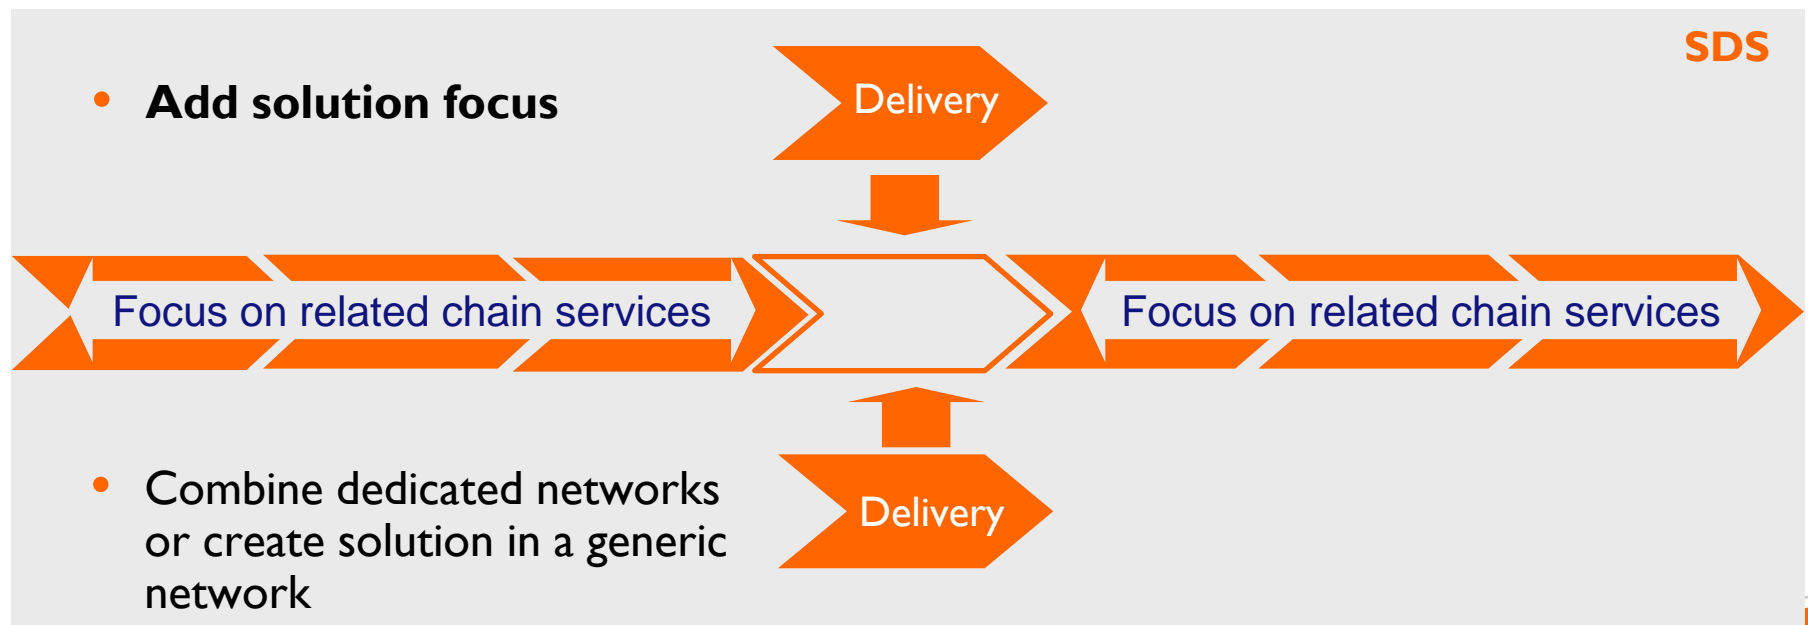 SDS
• Add solution focus
Delivery
Focus on related chain services
Focus on related chain services
• Combine dedicated networks
or create solution in a generic
network
Delivery